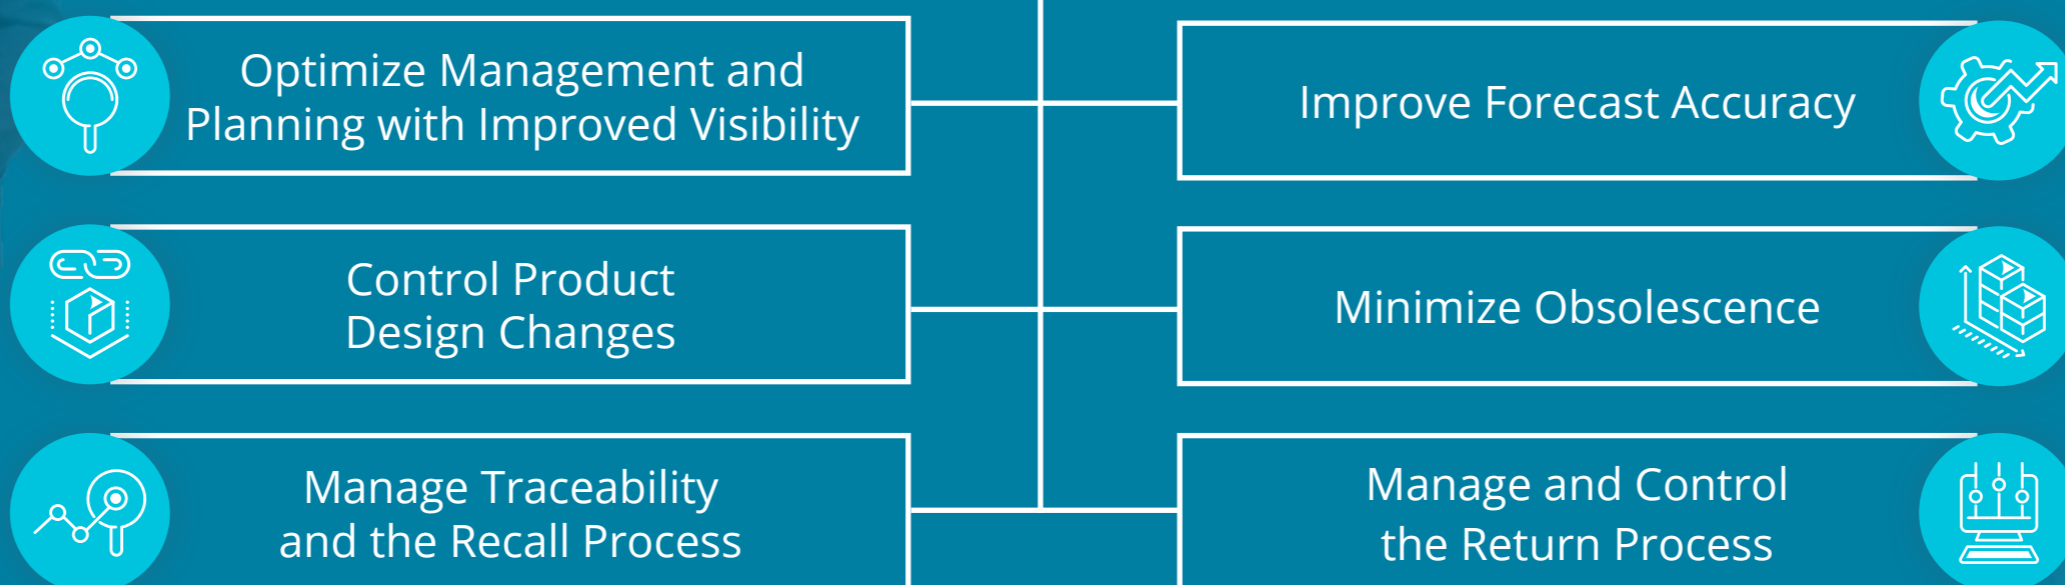 Optimize Management and
Planning with Improved Visibility
Improve Forecast Accuracy
Control Product
Design Changes
Minimize Obsolescence
Manage Traceability
and the Recall Process
Manage and Control
the Return Process